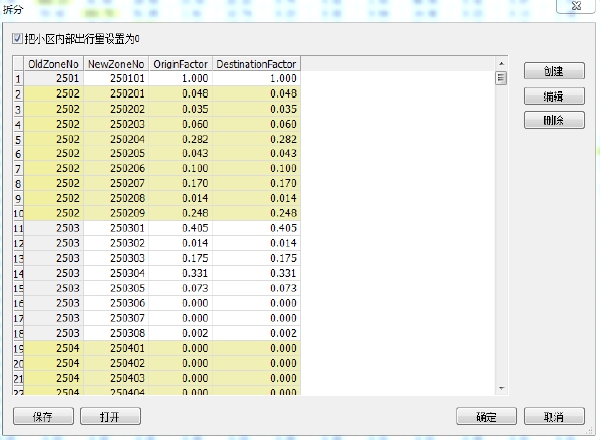 拆分
把小区内部出行量设置为0
OldZoneNo NewZoneNo OriginFactor DestinationFactor
1 2501 250101 1.000 1.000
2 2502 250201 0.048 0.048
3 2502 250202 0.035 0.035
4 2502 250203 0.060 0.060
5 2502 250204 0.282 0.282
6 2502 250205 0.043 0.043
7 2502 250206 0.100 0.100
8 2502 250207 0.170 0.170
9 2502 250208 0.014 0.014
10 2502 250209 0.248 0.248
11 2503 250301 0.405 0.405
12 2503 250302 0.014 0.014
13 2503 250303 0.175 0.175
14 2503 250304 0.331 0.331
15 2503 250305 0.073 0.073
16 2503 250306 0.000 0.000
17 2503 250307 0.000 0.000
18 2503 250308 0.002 0.002
19 2504 250401 0.000 0.000
20 2504 250402 0.000 0.000
21 2504 250403 0.000 0.000
22 2504 250404 0.000 0.000
创建
编辑
删除
保存 打开 确定 取消